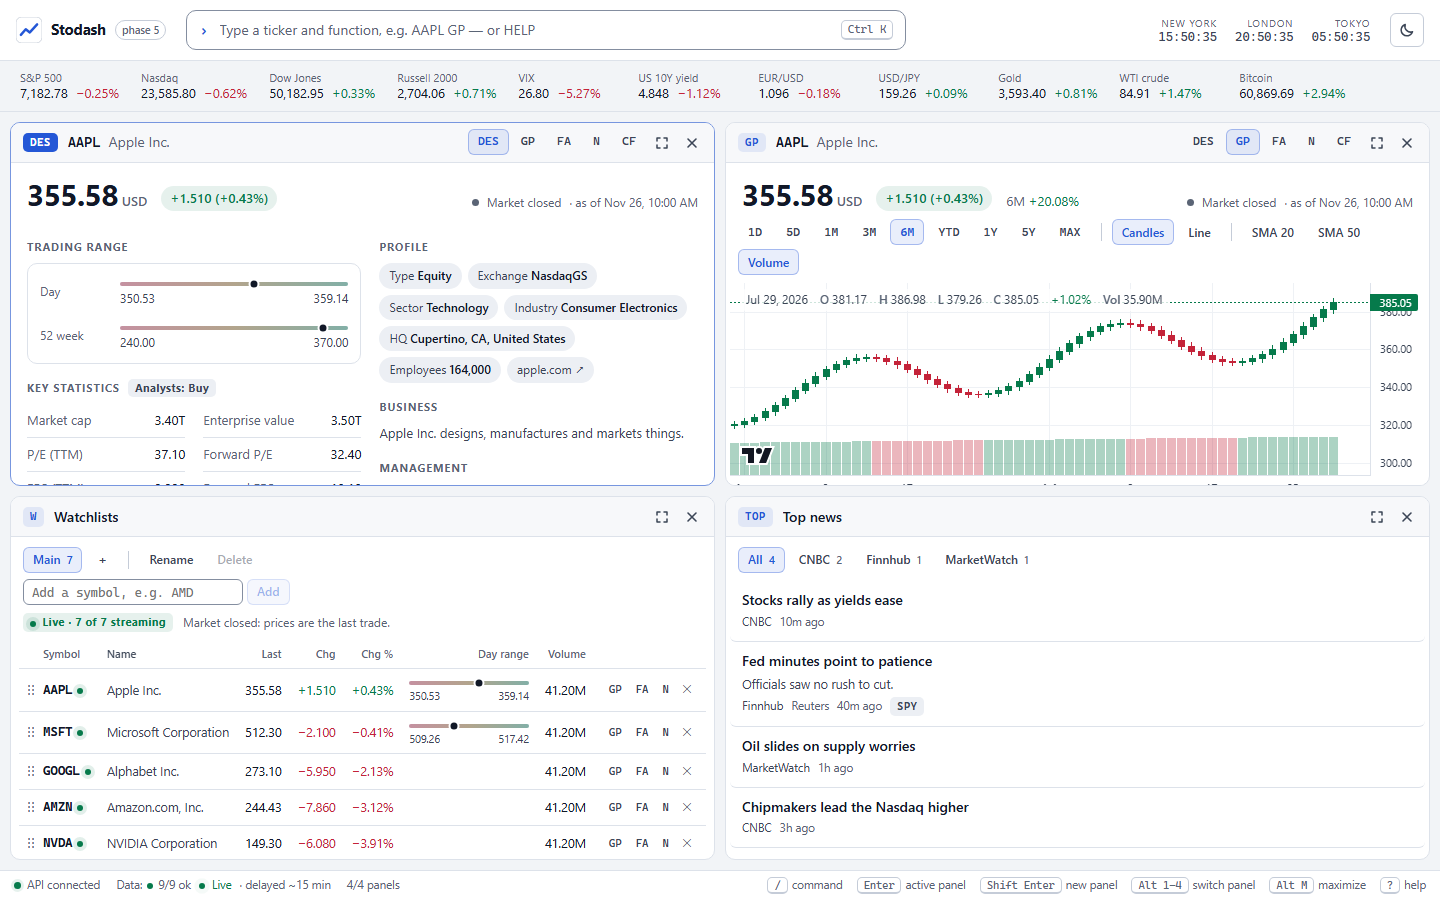 Stodash phase 5
› Type a ticker and function, e.g. AAPL GP — or HELP Ctrl K
NEW YORK LONDON TOKYO
15:50:35 20:50:35 05:50:35
S&P 500 Nasdaq Dow Jones Russell 2000 VIX US 10Y yield EUR/USD USD/JPY Gold WTI crude Bitcoin
7,182.78 −0.25% 23,585.80 −0.62% 50,182.95 +0.33% 2,704.06 +0.71% 26.80 −5.27% 4.848 −1.12% 1.096 −0.18% 159.26 +0.09% 3,593.40 +0.81% 84.91 +1.47% 60,869.69 +2.94%
DES AAPL Apple Inc. DES GP FA N CF
355.58 USD +1.510 (+0.43%) Market closed · as of Nov 26, 10:00 AM
TRADING RANGE
Day
350.53 359.14
52 week
240.00 370.00
KEY STATISTICS Analysts: Buy
Market cap 3.40T Enterprise value 3.50T
P/E (TTM) 37.10 Forward P/E 32.40
PROFILE
Type Equity Exchange NasdaqGS
Sector Technology Industry Consumer Electronics
HQ Cupertino, CA, United States
Employees 164,000 apple.com ↗
BUSINESS
Apple Inc. designs, manufactures and markets things.
MANAGEMENT
GP AAPL Apple Inc. DES GP FA N CF
355.58 USD +1.510 (+0.43%) 6M +20.08% Market closed · as of Nov 26, 10:00 AM
1D 5D 1M 3M 6M YTD 1Y 5Y MAX Candles Line SMA 20 SMA 50
Volume
Jul 29, 2026 O 381.17 H 386.98 L 379.26 C 385.05 +1.02% Vol 35.90M
385.05
380.00
360.00
340.00
320.00
300.00
W Watchlists
Main 7 + Rename Delete
Add a symbol, e.g. AMD Add
Live · 7 of 7 streaming Market closed: prices are the last trade.
Symbol Name Last Chg Chg % Day range Volume
AAPL Apple Inc. 355.58 +1.510 +0.43% 350.53 359.14 41.20M GP FA N ×
MSFT Microsoft Corporation 512.30 −2.100 −0.41% 509.26 517.42 41.20M GP FA N ×
GOOGL Alphabet Inc. 273.10 −5.950 −2.13% 41.20M GP FA N ×
AMZN Amazon.com, Inc. 244.43 −7.860 −3.12% 41.20M GP FA N ×
NVDA NVIDIA Corporation 149.30 −6.080 −3.91% 41.20M GP FA N ×
TOP Top news
All 4 CNBC 2 Finnhub 1 MarketWatch 1
Stocks rally as yields ease
CNBC 10m ago
Fed minutes point to patience
Officials saw no rush to cut.
Finnhub Reuters 40m ago SPY
Oil slides on supply worries
MarketWatch 1h ago
Chipmakers lead the Nasdaq higher
CNBC 3h ago
API connected Data: 9/9 ok Live · delayed ~15 min 4/4 panels
/ command Enter active panel Shift Enter new panel Alt 1–4 switch panel Alt M maximize ? help